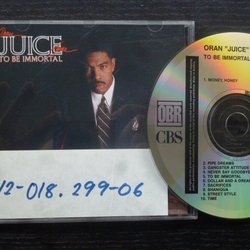 Oran
JUICE
TO BE IMMORTAL
12-018.299-06
ORAN "JUICE"
TO BE IMMORTAL
1. MONEY, HONEY
OBR
CBS
2. PIPE DREAMS
3. GANGSTER ATTITUDE
4. NEVER SAY GOODBYE
5. TO BE IMMORTAL
6. DOLLAR AND A DREAM
7. SACRIFICES
8. SHANIQUA
9. STREET STYLE
10. TIME